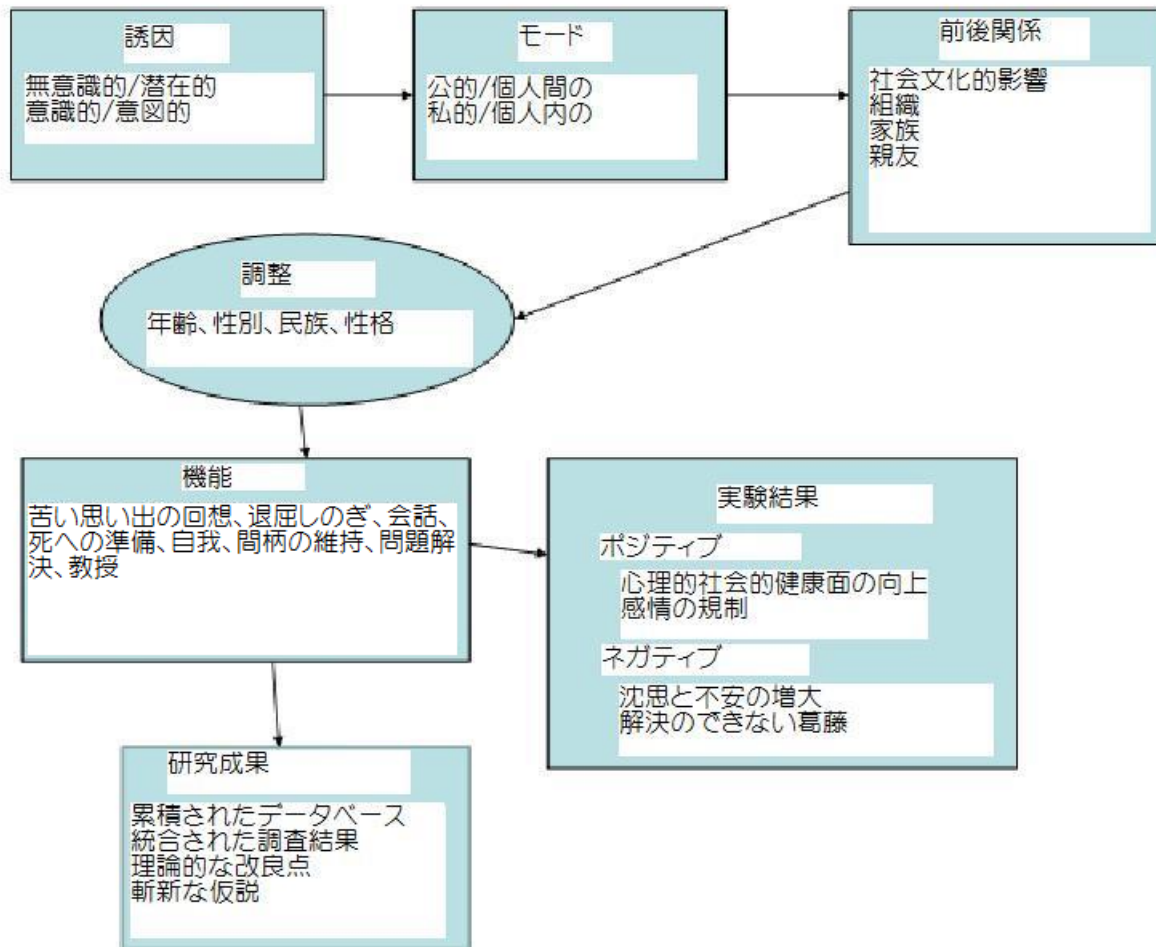 誘因
無意識的/潜在的
意識的/意図的
モード
公的/個人間の
私的/個人内の
前後関係
社会文化的影響
組織
家族
親友
調整
年齢、性別、民族、性格
機能
苦い思い出の回想、退屈しのぎ、会話、
死への準備、自我、間柄の維持、問題解
決、教授
実験結果
ポジティブ
心理的社会的健康面の向上
感情の規制
ネガティブ
沈思と不安の増大
解決のできない葛藤
研究成果
累積されたデータベース
統合された調査結果
理論的な改良点
斬新な仮説